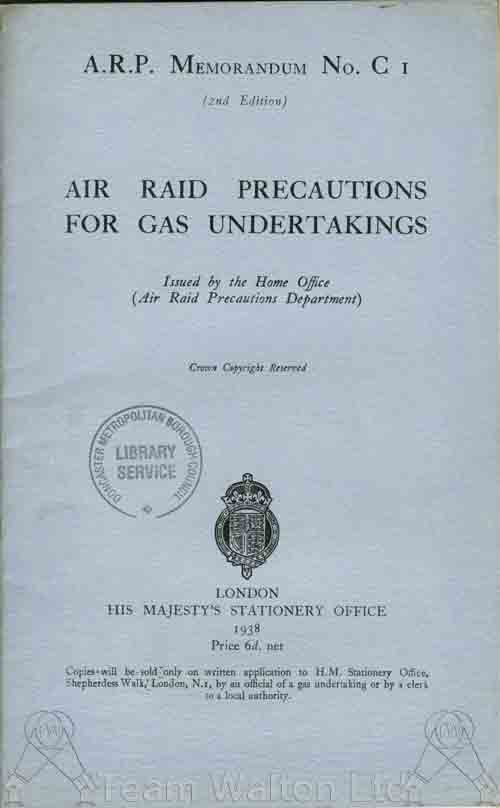 A.R.P. MEMORANDUM No. C 1
(2nd Edition)
AIR RAID PRECAUTIONS
FOR GAS UNDERTAKINGS
Issued by the Home Office
(Air Raid Precautions Department)
Crown Copyright Reserved
DONCASTER METROPOLITAN BOROUGH COUNCIL
LIBRARY
SERVICE
LONDON
HIS MAJESTY'S STATIONERY OFFICE
1938
Price 6d. net
Copies will be sold only on written application to H.M. Stationery Office,
Shepherdess Walk, London, N.1, by an official of a gas undertaking or by a clerk
to a local authority.
Team Walton Ltd